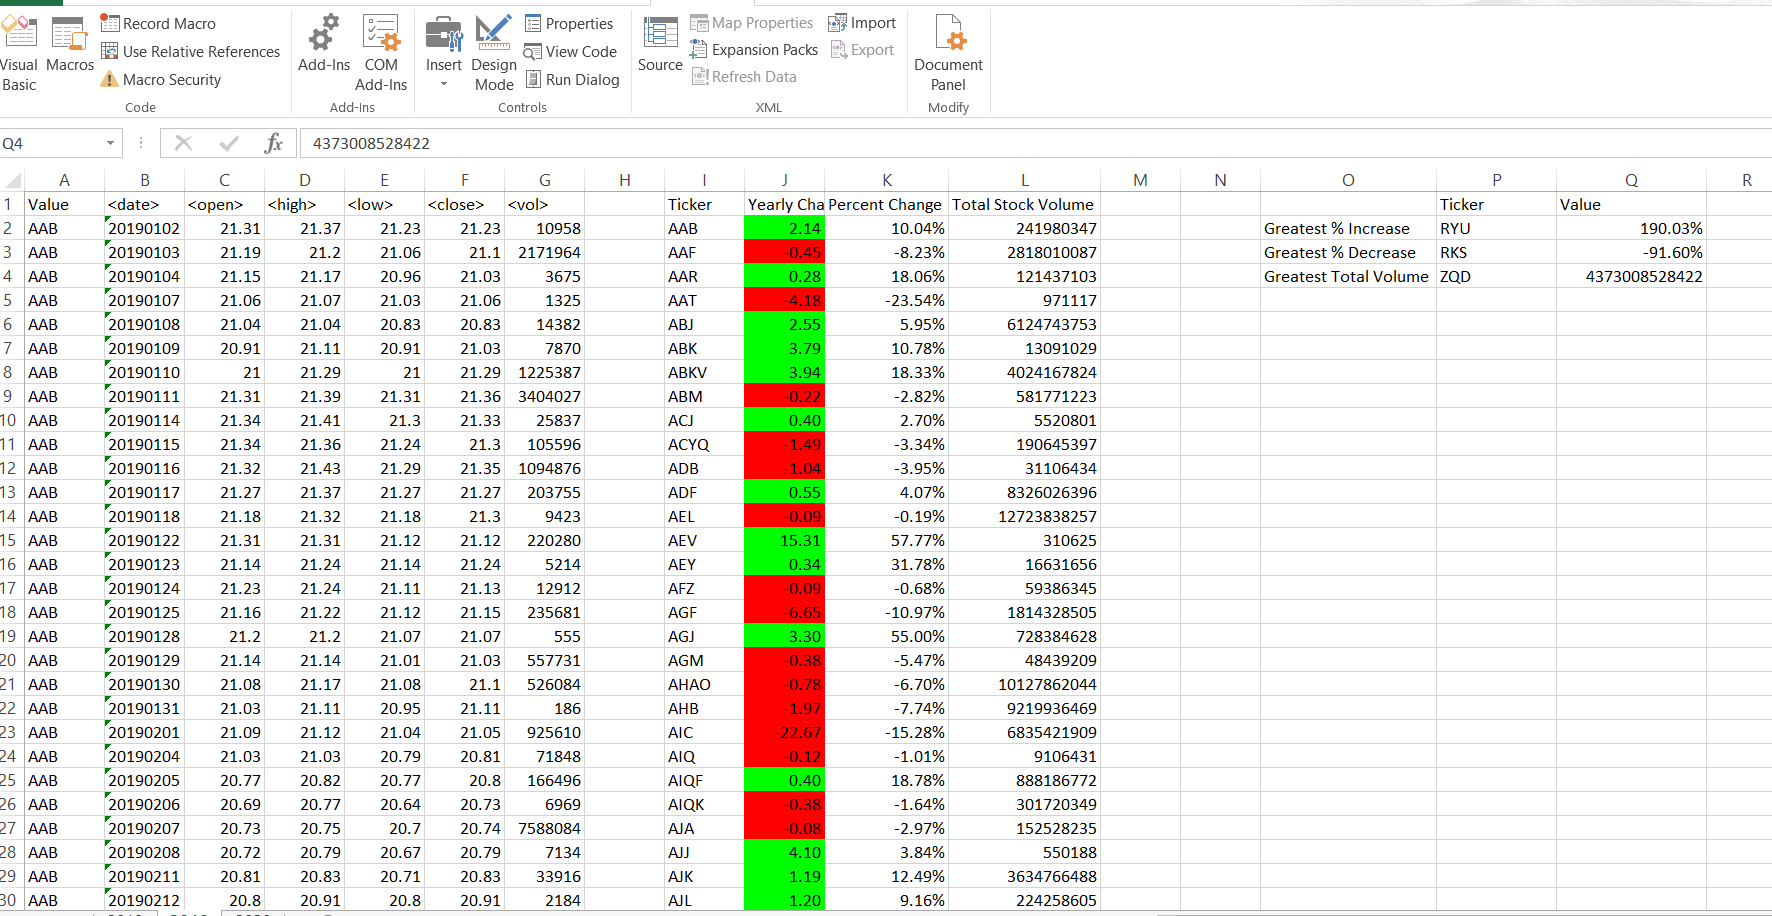 Record Macro
Use Relative References
Macro Security
Visual Basic
Macros
Code
Add-Ins
COM Add-Ins
Add-Ins
Insert
Design Mode
Properties
View Code
Run Dialog
Controls
Source
Map Properties
Expansion Packs
Refresh Data
Import
Export
XML
Document Panel
Modify
Q4 fx 4373008528422
A B C D E F G H I J K L M N O P Q R
1 Value <date> <open> <high> <low> <close> <vol> Ticker Yearly Cha Percent Change Total Stock Volume Ticker Value
2 AAB 20190102 21.31 21.37 21.23 21.23 10958 AAB 2.14 10.04% 241980347 Greatest % Increase RYU 190.03%
3 AAB 20190103 21.19 21.2 21.06 21.1 2171964 AAF -0.45 -8.23% 2818010087 Greatest % Decrease RKS -91.60%
4 AAB 20190104 21.15 21.17 20.96 21.03 3675 AAR 0.28 18.06% 121437103 Greatest Total Volume ZQD 4373008528422
5 AAB 20190107 21.06 21.07 21.03 21.06 1325 AAT -4.18 -23.54% 971117
6 AAB 20190108 21.04 21.04 20.83 20.83 14382 ABJ 2.55 5.95% 6124743753
7 AAB 20190109 20.91 21.11 20.91 21.03 7870 ABK 3.79 10.78% 13091029
8 AAB 20190110 21 21.29 21 21.29 1225387 ABKV 3.94 18.33% 4024167824
9 AAB 20190111 21.31 21.39 21.31 21.36 3404027 ABM -0.22 -2.82% 581771223
10 AAB 20190114 21.34 21.41 21.3 21.33 25837 ACJ 0.40 2.70% 5520801
11 AAB 20190115 21.34 21.36 21.24 21.3 105596 ACYQ -1.49 -3.34% 190645397
12 AAB 20190116 21.32 21.43 21.29 21.35 1094876 ADB -1.04 -3.95% 31106434
13 AAB 20190117 21.27 21.37 21.27 21.27 203755 ADF 0.55 4.07% 8326026396
14 AAB 20190118 21.18 21.32 21.18 21.3 9423 AEL -0.09 -0.19% 12723838257
15 AAB 20190122 21.31 21.31 21.12 21.12 220280 AEV 15.31 57.77% 310625
16 AAB 20190123 21.14 21.24 21.14 21.24 5214 AEY 0.34 31.78% 16631656
17 AAB 20190124 21.23 21.24 21.11 21.13 12912 AFZ -0.09 -0.68% 59386345
18 AAB 20190125 21.16 21.22 21.12 21.15 235681 AGF -6.65 -10.97% 1814328505
19 AAB 20190128 21.2 21.2 21.07 21.07 555 AGJ 3.30 55.00% 728384628
20 AAB 20190129 21.14 21.14 21.01 21.03 557731 AGM -0.38 -5.47% 48439209
21 AAB 20190130 21.08 21.17 21.08 21.1 526084 AHAO -0.78 -6.70% 10127862044
22 AAB 20190131 21.03 21.11 20.95 21.11 186 AHB -1.97 -7.74% 9219936469
23 AAB 20190201 21.09 21.12 21.04 21.05 925610 AIC -22.67 -15.28% 6835421909
24 AAB 20190204 21.03 21.03 20.79 20.81 71848 AIQ -0.12 -1.01% 9106431
25 AAB 20190205 20.77 20.82 20.77 20.8 166496 AIQF 0.40 18.78% 888186772
26 AAB 20190206 20.69 20.77 20.64 20.73 6969 AIQK -0.38 -1.64% 301720349
27 AAB 20190207 20.73 20.75 20.7 20.74 7588084 AJA -0.08 -2.97% 152528235
28 AAB 20190208 20.72 20.79 20.67 20.79 7134 AJJ 4.10 3.84% 550188
29 AAB 20190211 20.81 20.83 20.71 20.83 33916 AJK 1.19 12.49% 3634766488
30 AAB 20190212 20.8 20.91 20.8 20.91 2184 AJL 1.20 9.16% 224258605